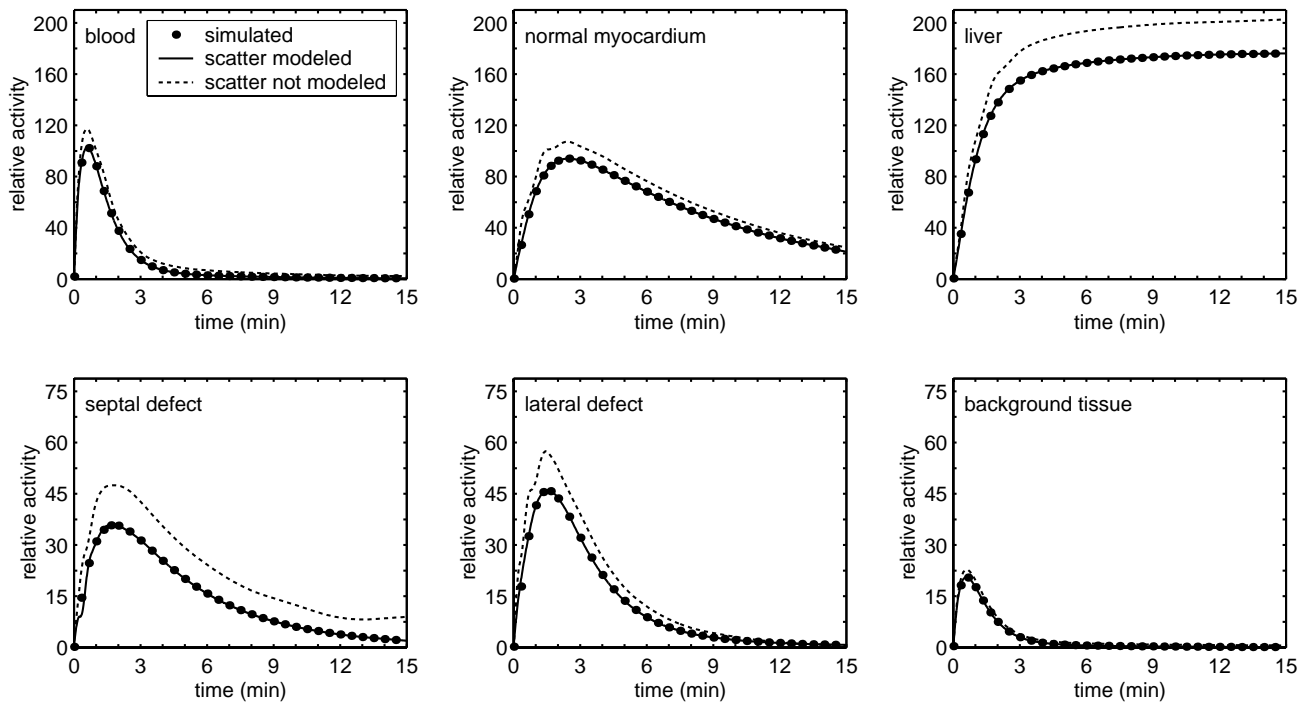 blood
simulated
scatter modeled
scatter not modeled
relative activity
200
160
120
80
40
0
0 3 6 9 12 15
time (min)
normal myocardium
relative activity
200
160
120
80
40
0
0 3 6 9 12 15
time (min)
liver
relative activity
200
160
120
80
40
0
0 3 6 9 12 15
time (min)
septal defect
relative activity
75
60
45
30
15
0
0 3 6 9 12 15
time (min)
lateral defect
relative activity
75
60
45
30
15
0
0 3 6 9 12 15
time (min)
background tissue
relative activity
75
60
45
30
15
0
0 3 6 9 12 15
time (min)